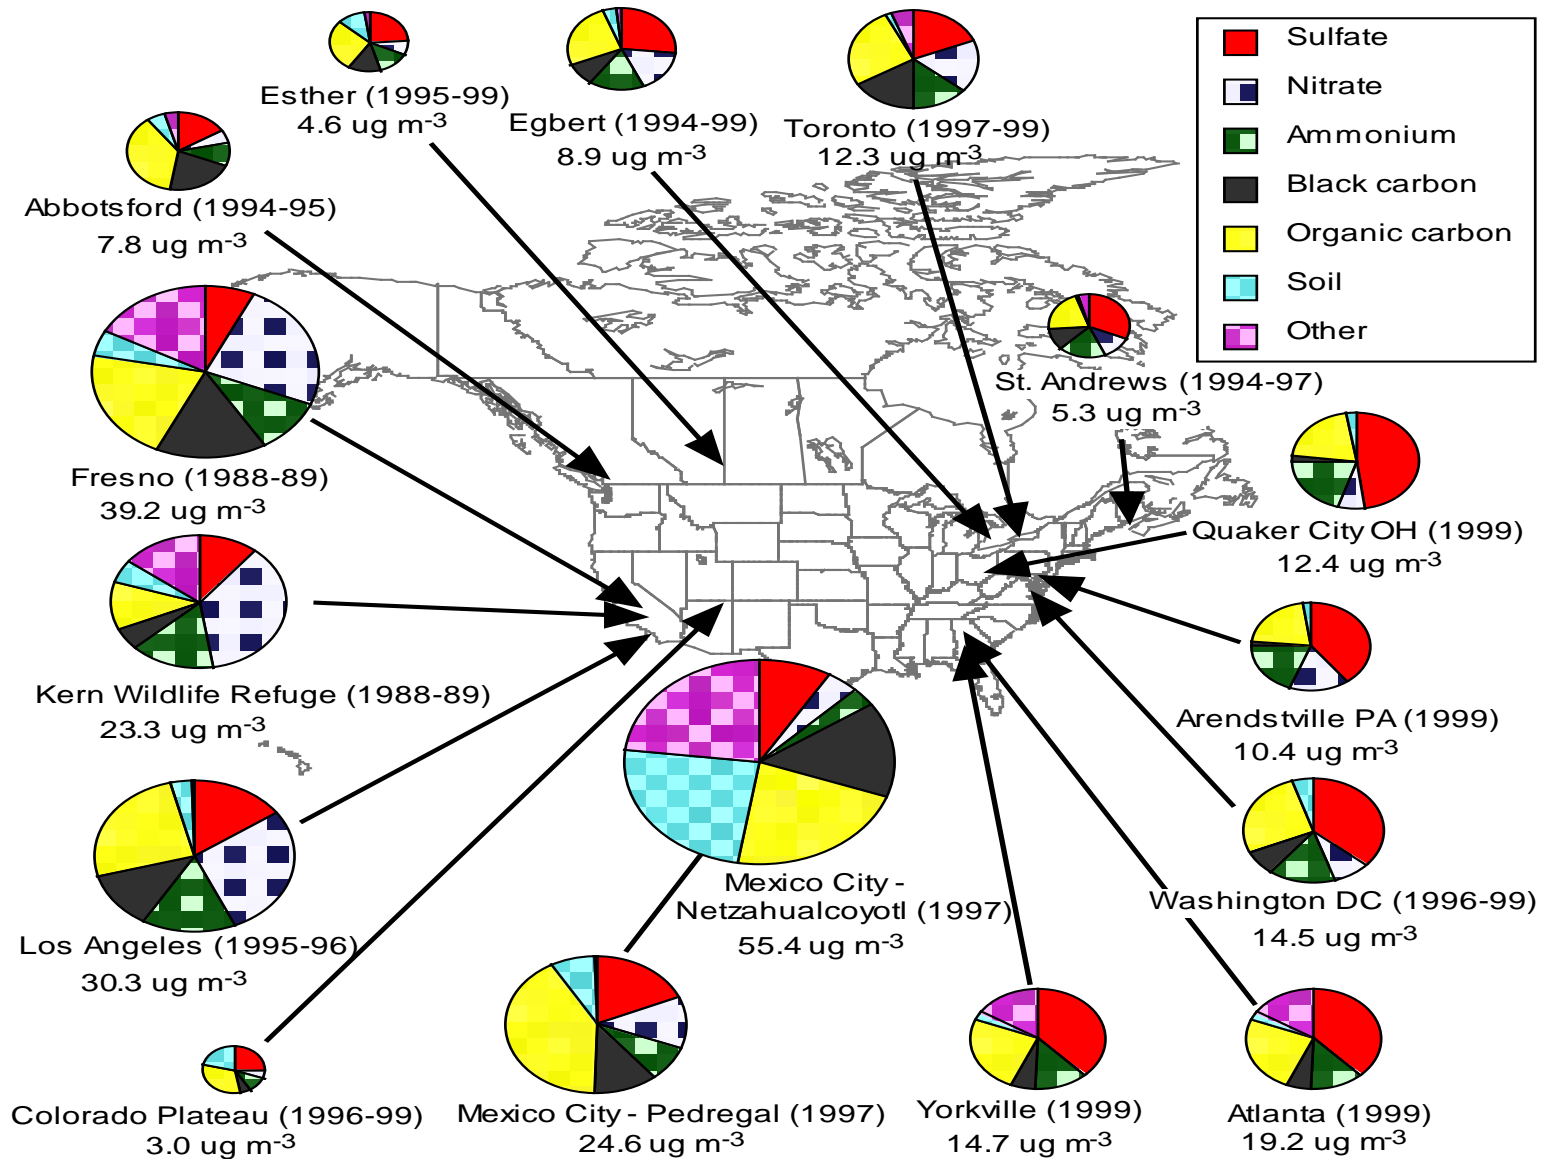 Esther (1995-99)
4.6 ug m-3
Egbert (1994-99)
8.9 ug m-3
Toronto (1997-99)
12.3 ug m-3
Sulfate
Nitrate
Ammonium
Black carbon
Organic carbon
Soil
Other
Abbotsford (1994-95)
7.8 ug m-3
St. Andrews (1994-97)
5.3 ug m-3
Fresno (1988-89)
39.2 ug m-3
Quaker City OH (1999)
12.4 ug m-3
Kern Wildlife Refuge (1988-89)
23.3 ug m-3
Arendstville PA (1999)
10.4 ug m-3
Mexico City -
Netzahualcoyotl (1997)
55.4 ug m-3
Washington DC (1996-99)
14.5 ug m-3
Los Angeles (1995-96)
30.3 ug m-3
Colorado Plateau (1996-99)
3.0 ug m-3
Mexico City - Pedregal (1997)
24.6 ug m-3
Yorkville (1999)
14.7 ug m-3
Atlanta (1999)
19.2 ug m-3